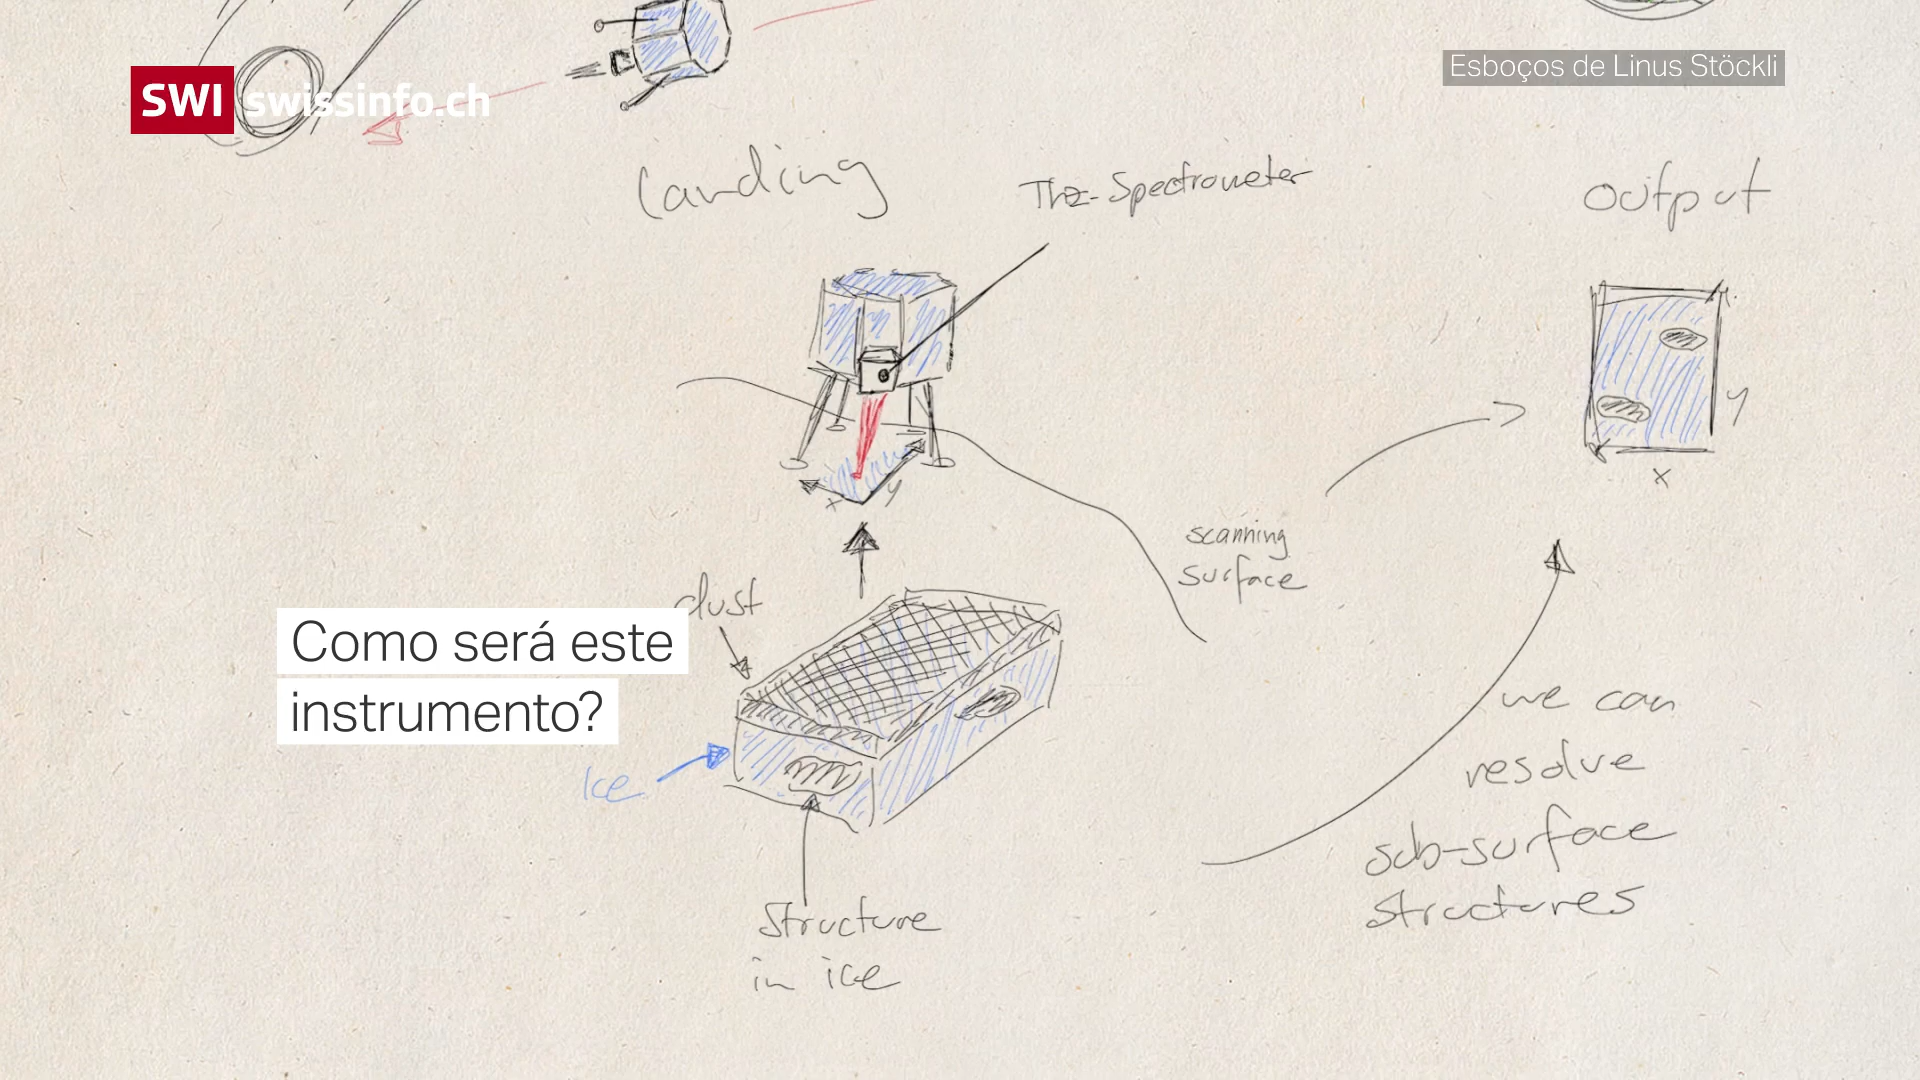 SWI swissinfo.ch
Esboços de Linus Stöckli
landing
THz-Spectrometer
output
y
x
x
y
scanning
surface
dust
Como será este
instrumento?
Ice
we can
resolve
sub-surface
structures
Structure
in ice